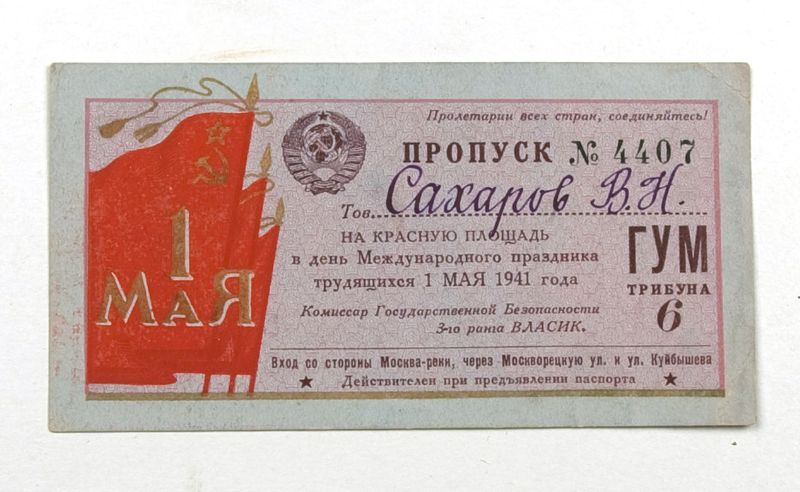 Пролетарии всех стран, соединяйтесь!
ПРОПУСК № 4407
Тов. Сахаров В.Н.
НА КРАСНУЮ ПЛОЩАДЬ
в день Международного праздника
трудящихся 1 МАЯ 1941 года
Комиссар Государственной Безопасности
3-го ранга ВЛАСИК.
ГУМ
ТРИБУНА
6
1
МАЯ
Вход со стороны Москва-реки, через Москворецкую ул. и ул. Куйбышева
★ Действителен при предъявлении паспорта ★